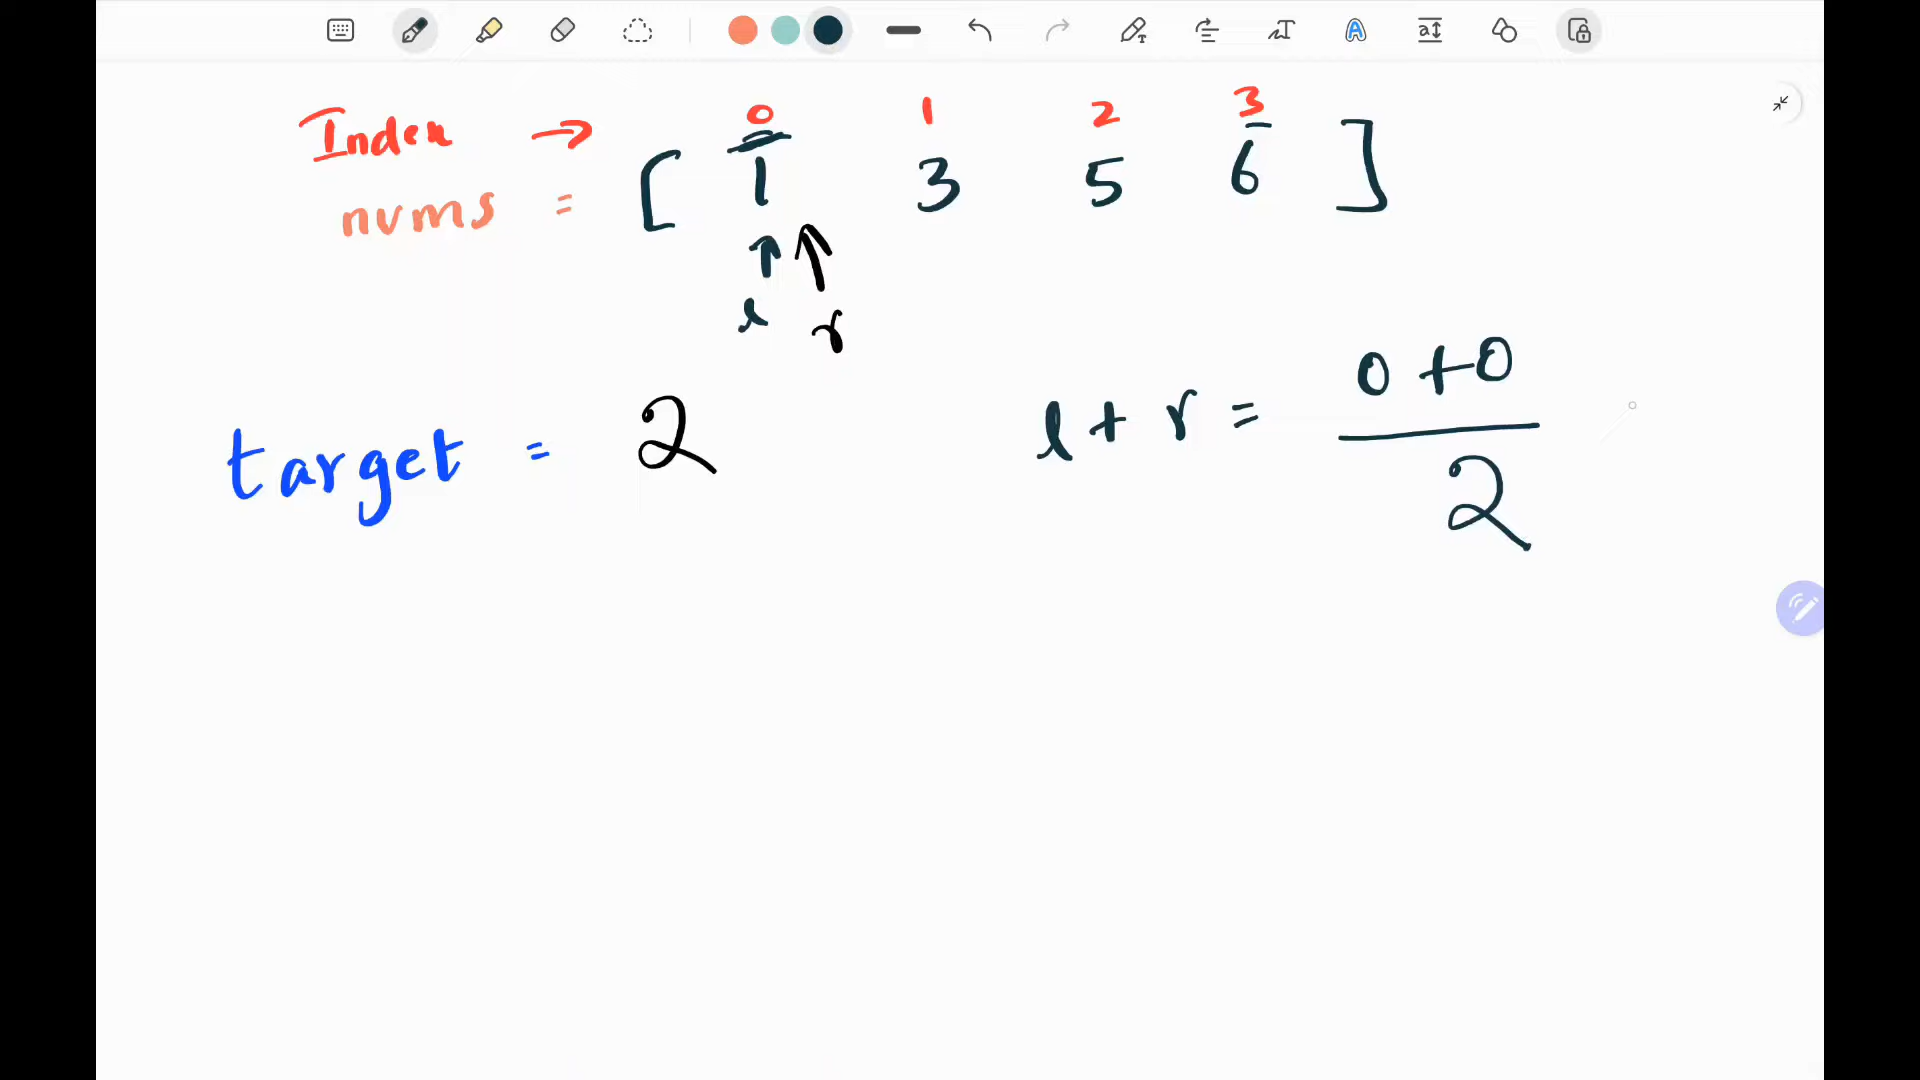 Index → 0 1 2 3
nums = [ 1 3 5 6 ]
l r
target = 2
l + r = 0 + 0
2